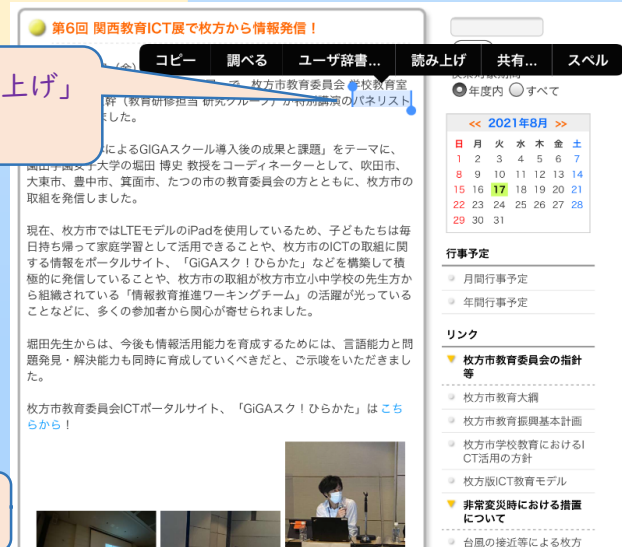 第6回 関西教育ICT展で枚方から情報発信！
コピー 調べる ユーザ辞書... 読み上げ 共有... スペル
上げ」
（金）
で、枚方市教育委員会 学校教育室
幹（教育研修担当 研究グループ）が特別講演のパネリスト
ました。
によるGIGAスクール導入後の成果と課題」をテーマに、
園田学園女子大学の堀田 博史 教授をコーディネーターとして、吹田市、
大東市、豊中市、箕面市、たつの市の教育委員会の方とともに、枚方市の
取組を発信しました。
現在、枚方市ではLTEモデルのiPadを使用しているため、子どもたちは毎
日持ち帰って家庭学習として活用できることや、枚方市のICTの取組に関
する情報をポータルサイト、「GiGAスク！ひらかた」などを構築して積
極的に発信していることや、枚方市の取組が枚方市立小中学校の先生方か
ら組織されている「情報教育推進ワーキングチーム」の活躍が光っている
ことなどに、多くの参加者から関心が寄せられました。
堀田先生からは、今後も情報活用能力を育成するためには、言語能力と問
題発見・解決能力も同時に育成していくべきだと、ご示唆をいただきまし
た。
枚方市教育委員会ICTポータルサイト、「GiGAスク！ひらかた」は こち
らから！
年度内 すべて
<< 2021年8月 >>
日 月 火 水 木 金 土
1 2 3 4 5 6 7
8 9 10 11 12 13 14
15 16 17 18 19 20 21
22 23 24 25 26 27 28
29 30 31
行事予定
月間行事予定
年間行事予定
リンク
枚方市教育委員会の指針
等
枚方市教育大綱
枚方市教育振興基本計画
枚方市学校教育におけるI
CT活用の方針
枚方版ICT教育モデル
非常変災時における措置
について
台風の接近等による枚方